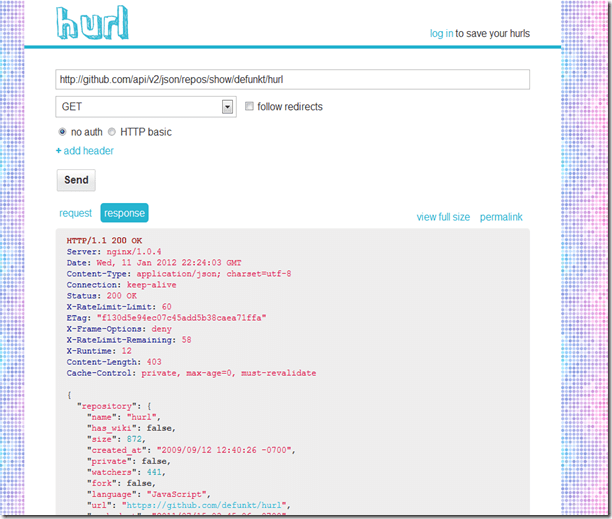 hurl
log in to save your hurls
http://github.com/api/v2/json/repos/show/defunkt/hurl
GET
follow redirects
no auth HTTP basic
+ add header
Send
request response view full size permalink
HTTP/1.1 200 OK
Server: nginx/1.0.4
Date: Wed, 11 Jan 2012 22:24:03 GMT
Content-Type: application/json; charset=utf-8
Connection: keep-alive
Status: 200 OK
X-RateLimit-Limit: 60
ETag: "f130d5e94ec07c45add5b38caea71ffa"
X-Frame-Options: deny
X-RateLimit-Remaining: 58
X-Runtime: 12
Content-Length: 403
Cache-Control: private, max-age=0, must-revalidate
{
"repository": {
"name": "hurl",
"has_wiki": false,
"size": 872,
"created_at": "2009/09/12 12:40:26 -0700",
"private": false,
"watchers": 441,
"fork": false,
"language": "JavaScript",
"url": "https://github.com/defunkt/hurl",